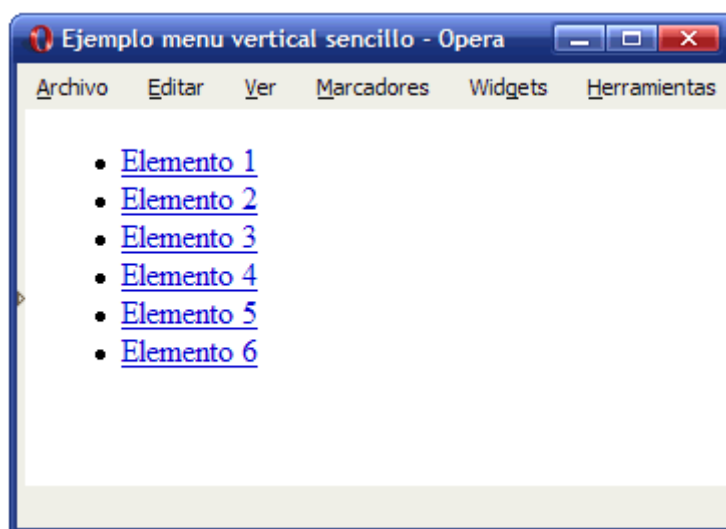 Ejemplo menu vertical sencillo - Opera
Archivo Editar Ver Marcadores Widgets Herramientas
Elemento 1
Elemento 2
Elemento 3
Elemento 4
Elemento 5
Elemento 6